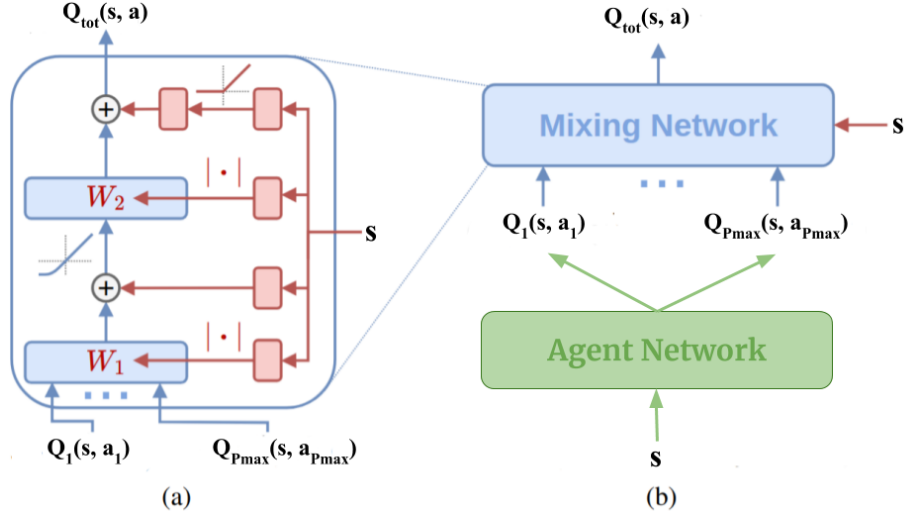 Q_tot(s, a)
|·|
W_2
s
|·|
W_1
Q_1(s, a_1)
Q_Pmax(s, a_Pmax)
(a)
Q_tot(s, a)
Mixing Network
s
Q_1(s, a_1)
Q_Pmax(s, a_Pmax)
Agent Network
s
(b)